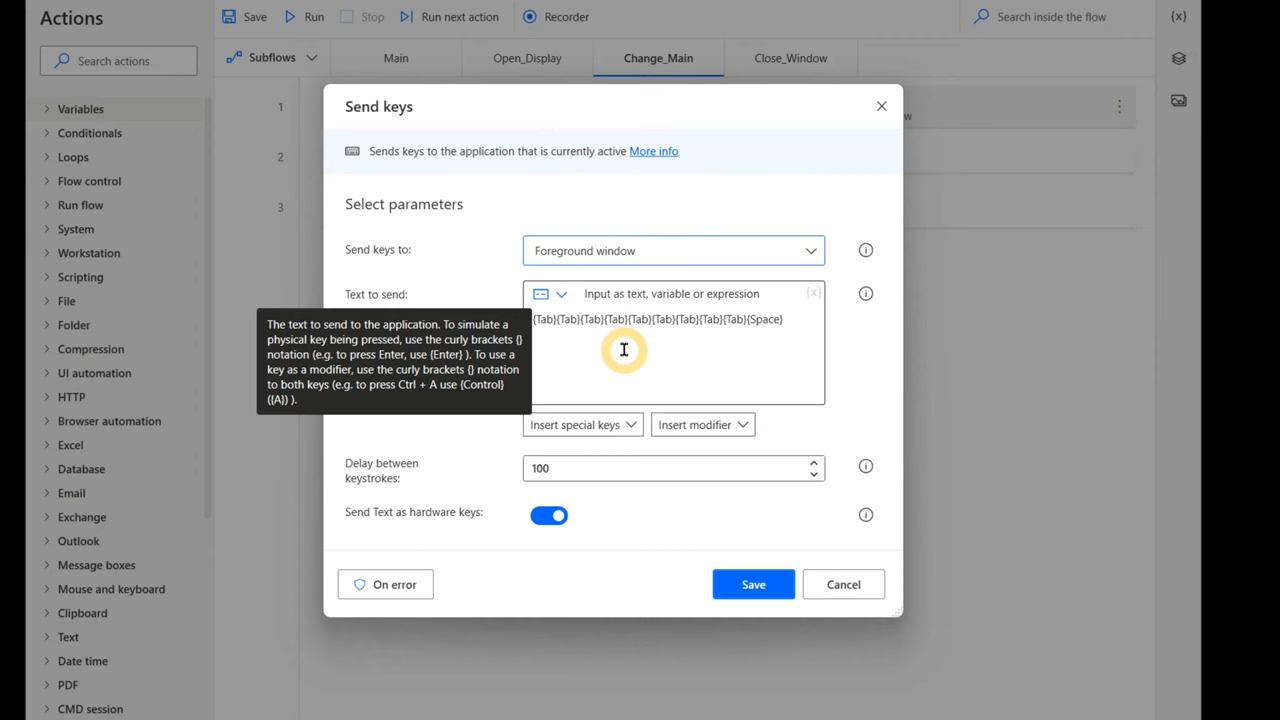 Actions
Save
Run
Stop
Run next action
Recorder
Search inside the flow
{x}
Search actions
Subflows
Main
Open_Display
Change_Main
Close_Window
Variables
Conditionals
Loops
Flow control
Run flow
System
Workstation
Scripting
File
Folder
Compression
UI automation
HTTP
Browser automation
Excel
Database
Email
Exchange
Outlook
Message boxes
Mouse and keyboard
Clipboard
Text
Date time
PDF
CMD session
1
2
3
w
Send keys
Sends keys to the application that is currently active More info
Select parameters
Send keys to:
Foreground window
Text to send:
Input as text, variable or expression
{x}
{Tab}{Tab}{Tab}{Tab}{Tab}{Tab}{Tab}{Tab}{Tab}{Space}
The text to send to the application. To simulate a
physical key being pressed, use the curly brackets {}
notation (e.g. to press Enter, use {Enter} ). To use a
key as a modifier, use the curly brackets {} notation
to both keys (e.g. to press Ctrl + A use {Control}
({A}) ).
Insert special keys
Insert modifier
Delay between
keystrokes:
100
Send Text as hardware keys:
On error
Save
Cancel